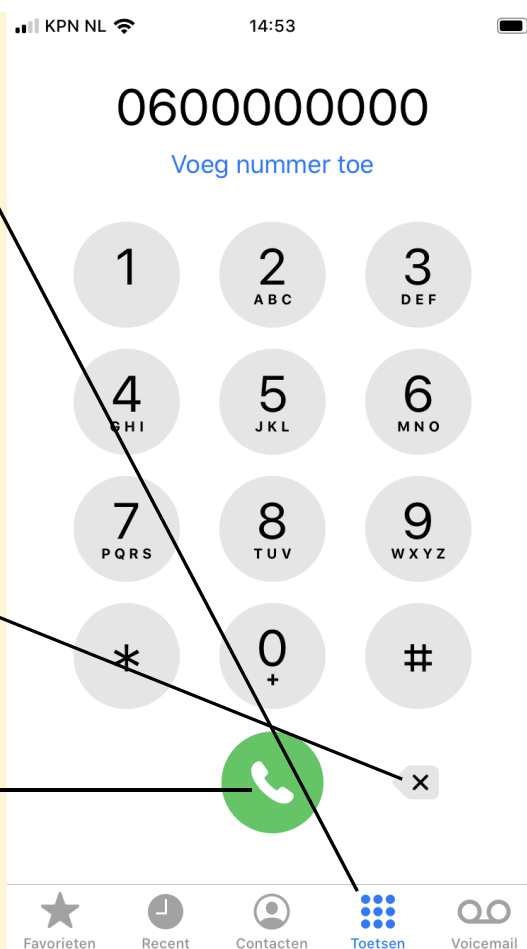 KPN NL 14:53
0600000000
Voeg nummer toe
1 2 3
ABC DEF
4 5 6
GHI JKL MNO
7 8 9
PQRS TUV WXYZ
* 0 #
+
Favorieten Recent Contacten Toetsen Voicemail